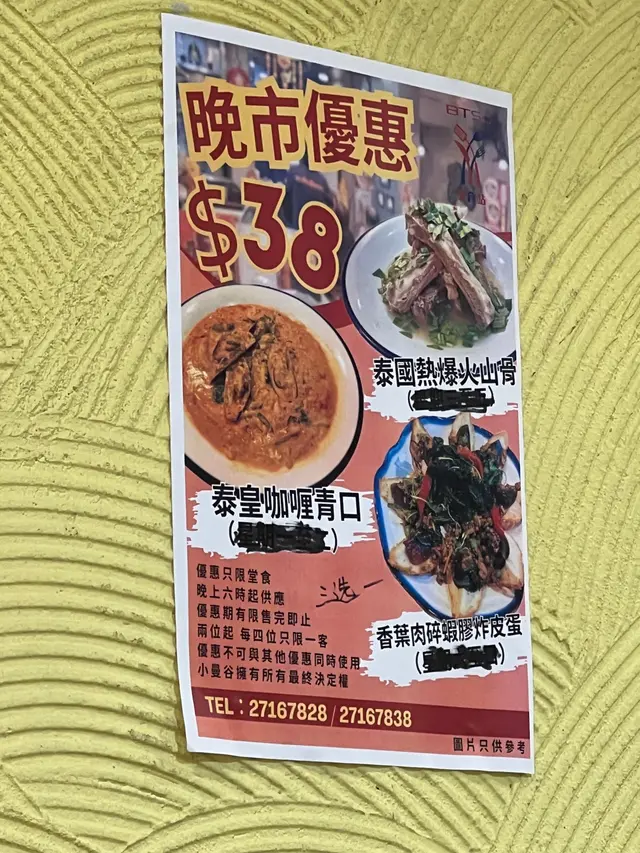 晚市優惠
$38
BTS
泰國熱爆火山骨
泰皇咖喱青口
三選一
香葉肉碎蝦膠炸皮蛋
優惠只限堂食
晚上六時起供應
優惠期有限售完即止
兩位起 每四位只限一客
優惠不可與其他優惠同時使用
小曼谷擁有所有最終決定權
TEL：27167828 / 27167838
圖片只供參考